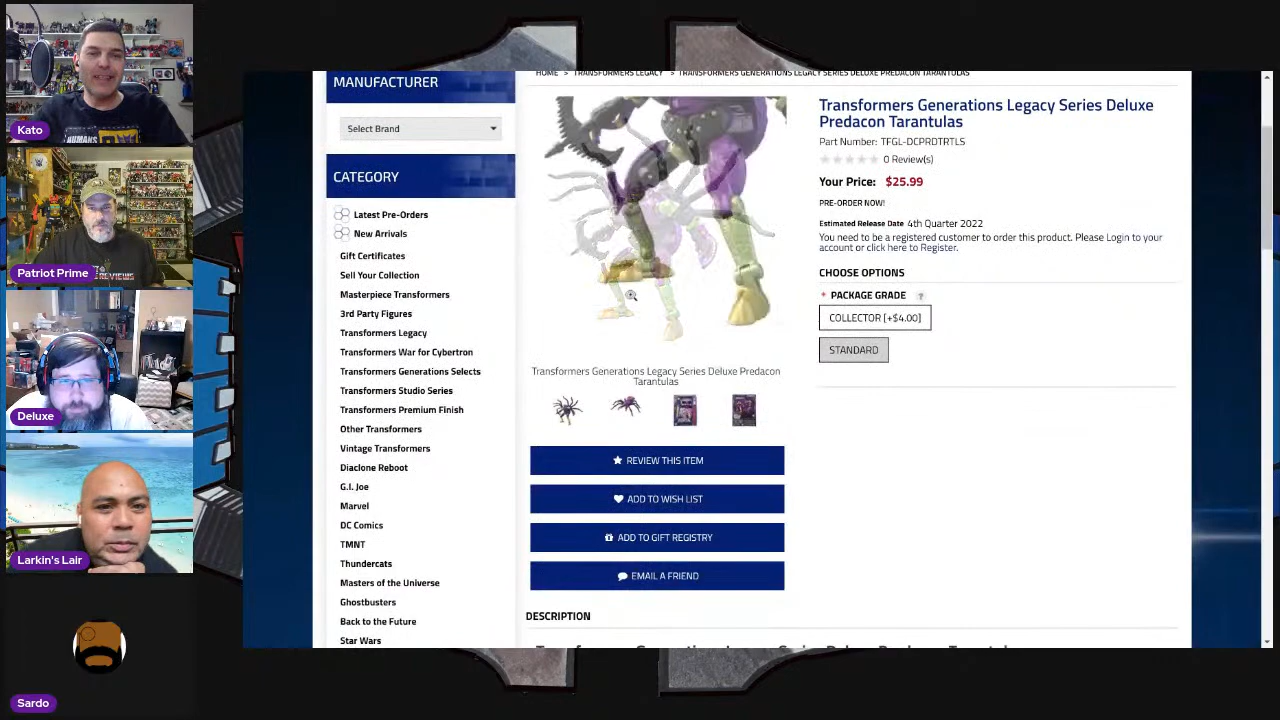 Kato
HUMANS
Patriot Prime
REVIEWS
Deluxe
Larkin's Lair
Sardo
MANUFACTURER
Select Brand
CATEGORY
Latest Pre-Orders
New Arrivals
Gift Certificates
Sell Your Collection
Masterpiece Transformers
3rd Party Figures
Transformers Legacy
Transformers War for Cybertron
Transformers Generations Selects
Transformers Studio Series
Transformers Premium Finish
Other Transformers
Vintage Transformers
Diaclone Reboot
G.I. Joe
Marvel
DC Comics
TMNT
Thundercats
Masters of the Universe
Ghostbusters
Back to the Future
Star Wars
HOME > TRANSFORMERS LEGACY > TRANSFORMERS GENERATIONS LEGACY SERIES DELUXE PREDACON TARANTULAS
Transformers Generations Legacy Series Deluxe Predacon
Tarantulas
REVIEW THIS ITEM
ADD TO WISH LIST
ADD TO GIFT REGISTRY
EMAIL A FRIEND
Transformers Generations Legacy Series Deluxe
Predacon Tarantulas
Part Number: TFGL-DCPRDTRTLS
0 Review(s)
Your Price: $25.99
PRE-ORDER NOW!
Estimated Release Date 4th Quarter 2022
You need to be a registered customer to order this product. Please Login to your
account or click here to Register.
CHOOSE OPTIONS
* PACKAGE GRADE ?
COLLECTOR [+$4.00]
STANDARD
DESCRIPTION